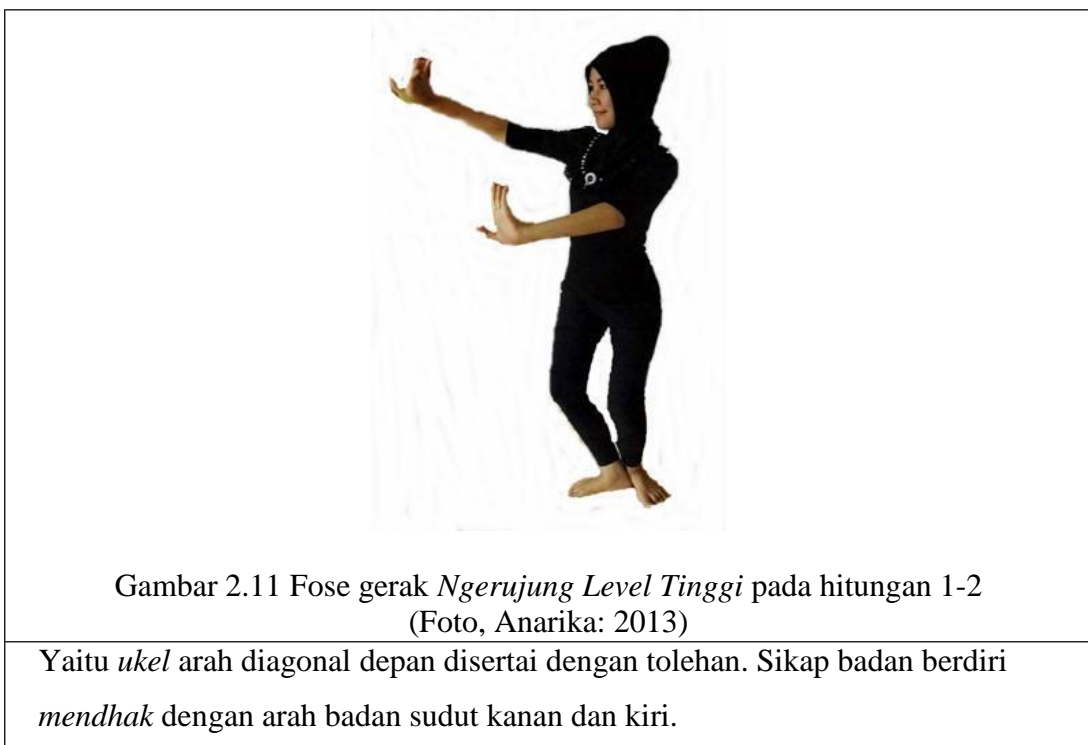 Gambar 2.11 Fose gerak Ngerujung Level Tinggi pada hitungan 1-2
(Foto, Anarika: 2013)
Yaitu ukel arah diagonal depan disertai dengan tolehan. Sikap badan berdiri
mendhak dengan arah badan sudut kanan dan kiri.